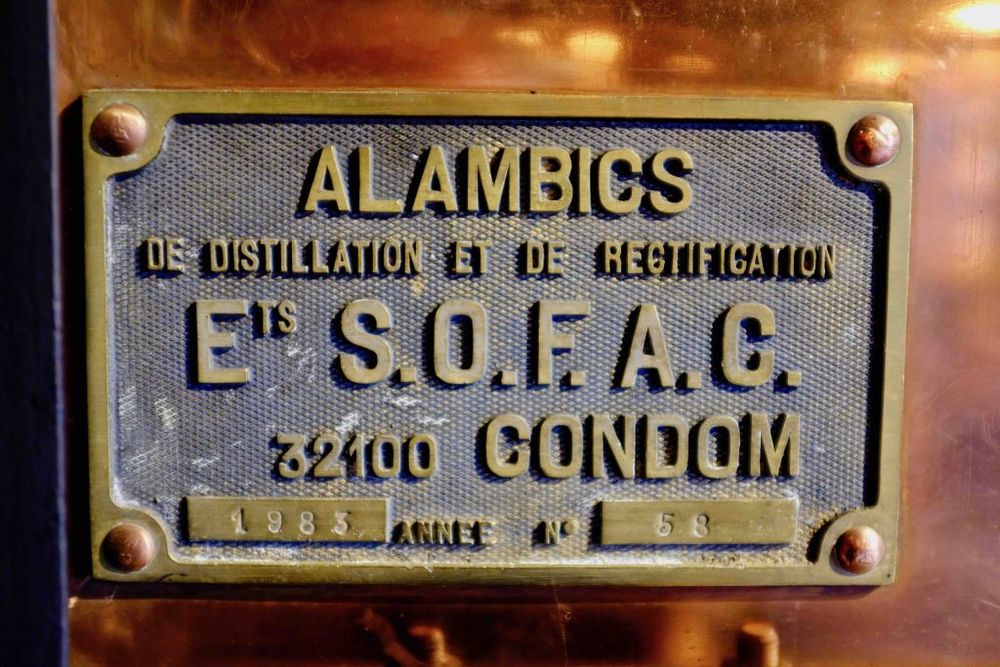 ALAMBICS
DE DISTILLATION ET DE RECTIFICATION
ETS S.O.F.A.C.
32100 CONDOM
1983 ANNEE N° 58